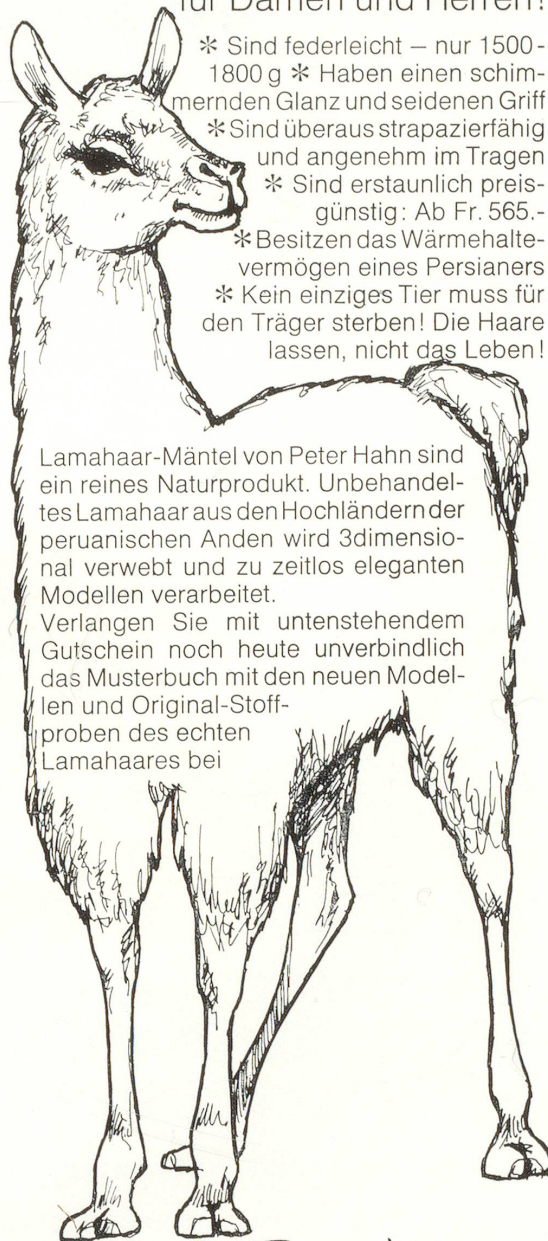 für Damen und Herren!
* Sind federleicht – nur 1500-
1800 g * Haben einen schim-
mernden Glanz und seidenen Griff
* Sind überaus strapazierfähig
und angenehm im Tragen
* Sind erstaunlich preis-
günstig: Ab Fr. 565.-
* Besitzen das Wärmehalte-
vermögen eines Persianers
* Kein einziges Tier muss für
den Träger sterben! Die Haare
lassen, nicht das Leben!
Lamahaar-Mäntel von Peter Hahn sind
ein reines Naturprodukt. Unbehandel-
tes Lamahaar aus den Hochländern der
peruanischen Anden wird 3dimensio-
nal verwebt und zu zeitlos eleganten
Modellen verarbeitet.
Verlangen Sie mit untenstehendem
Gutschein noch heute unverbindlich
das Musterbuch mit den neuen Model-
len und Original-Stoff-
proben des echten
Lamahaares bei